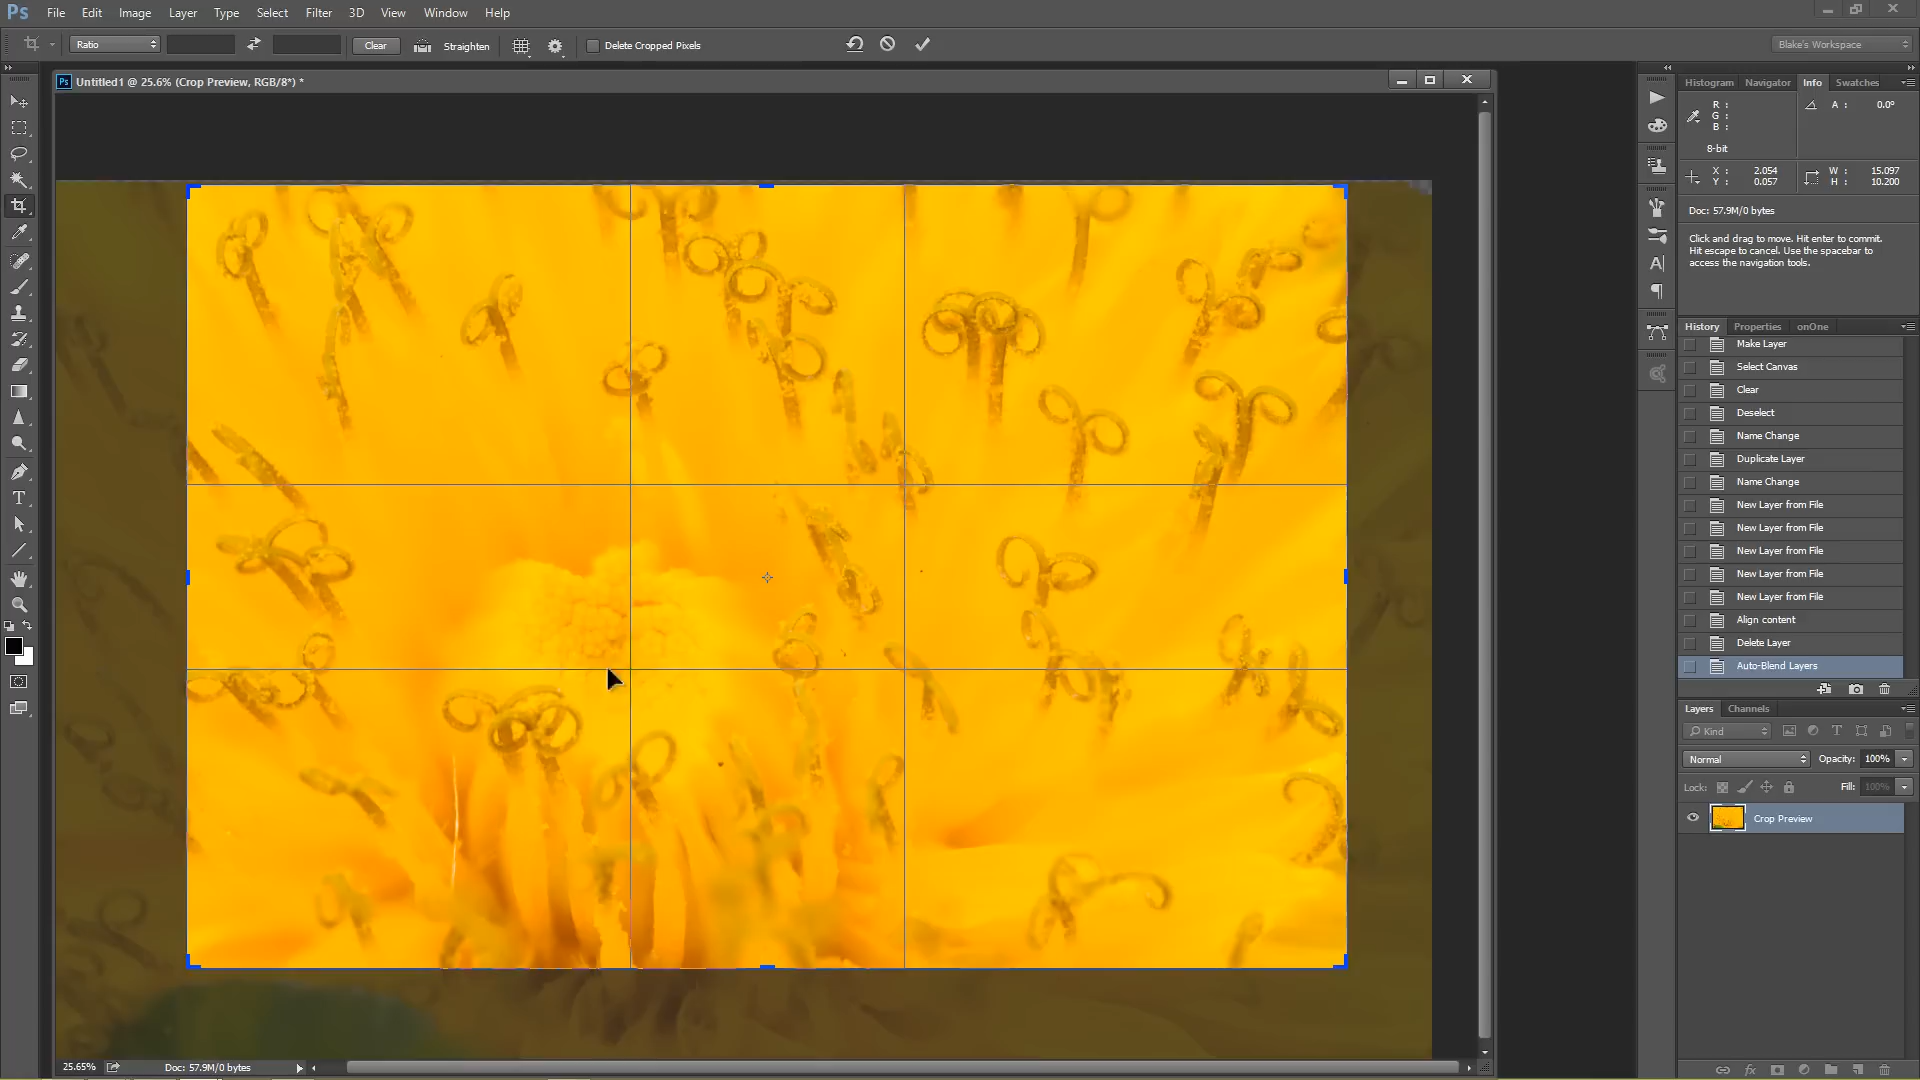 Ps File Edit Image Layer Type Select Filter 3D View Window Help
Ratio Clear Straighten Delete Cropped Pixels Blake's Workspace
Ps Untitled1 @ 25.6% (Crop Preview, RGB/8*) *
Histogram Navigator Info Swatches
R :
G :
B :
A : 0.0°
8-bit
X : 2.054
Y : 0.057
W : 15.097
H : 10.200
Doc: 57.9M/0 bytes
Click and drag to move. Hit enter to commit.
Hit escape to cancel. Use the spacebar to
access the navigation tools.
History Properties onOne
Make Layer
Select Canvas
Clear
Deselect
Name Change
Duplicate Layer
Name Change
New Layer from File
New Layer from File
New Layer from File
New Layer from File
New Layer from File
Align content
Delete Layer
Auto-Blend Layers
Layers Channels
Kind
Normal Opacity: 100%
Lock: Fill: 100%
Crop Preview
25.65% Doc: 57.9M/0 bytes